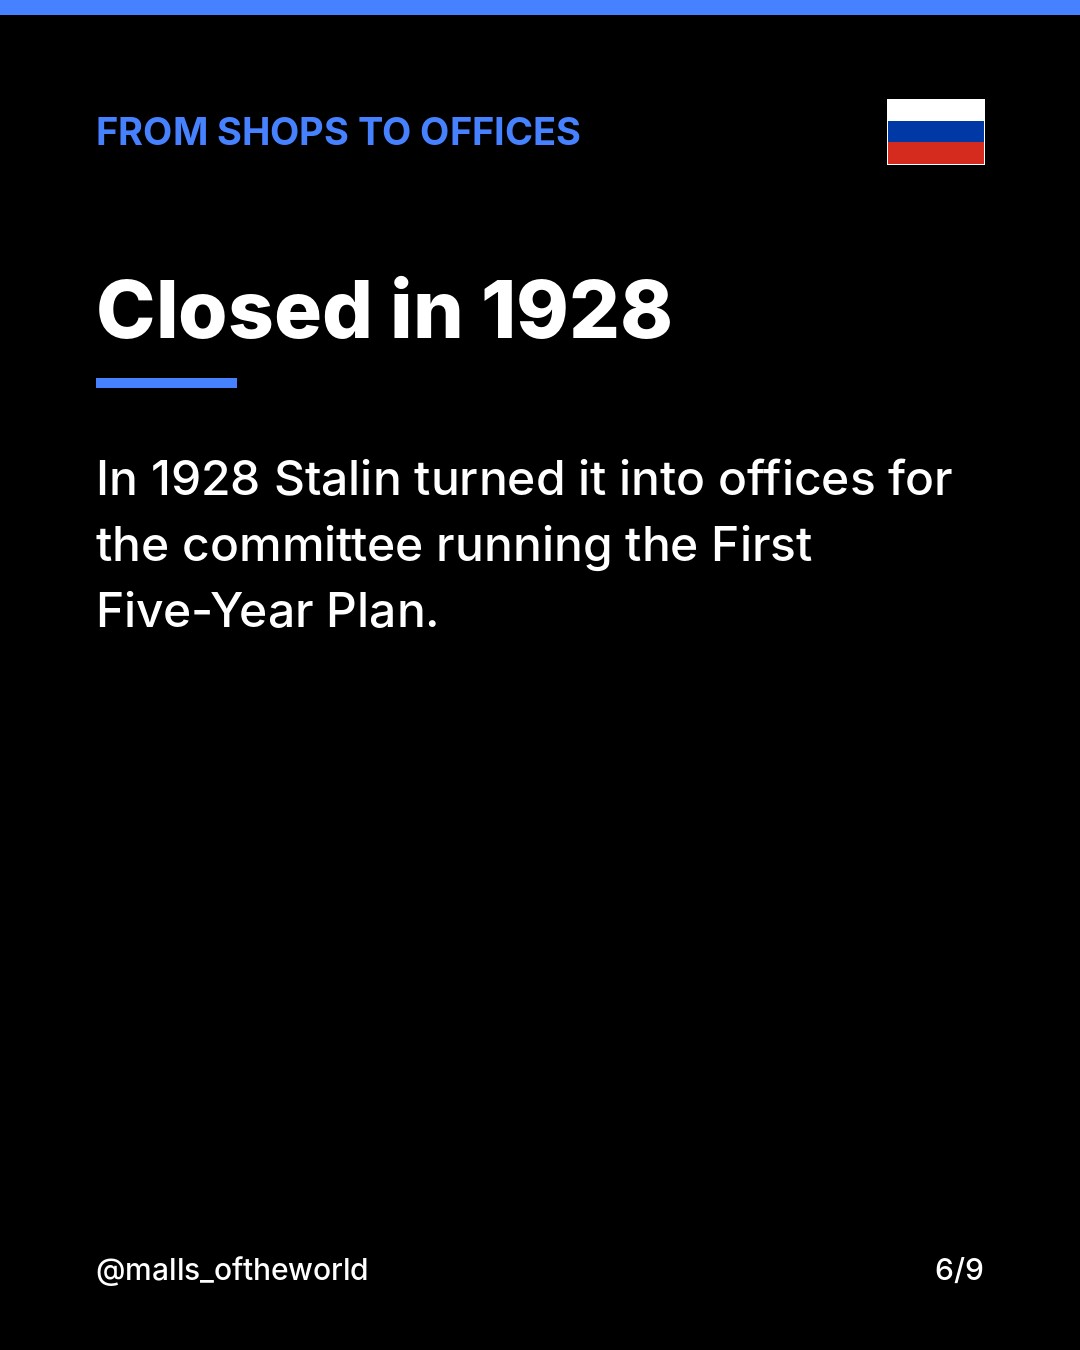 FROM SHOPS TO OFFICES
Closed in 1928
In 1928 Stalin turned it into offices for
the committee running the First
Five-Year Plan.
@malls_oftheworld
6/9